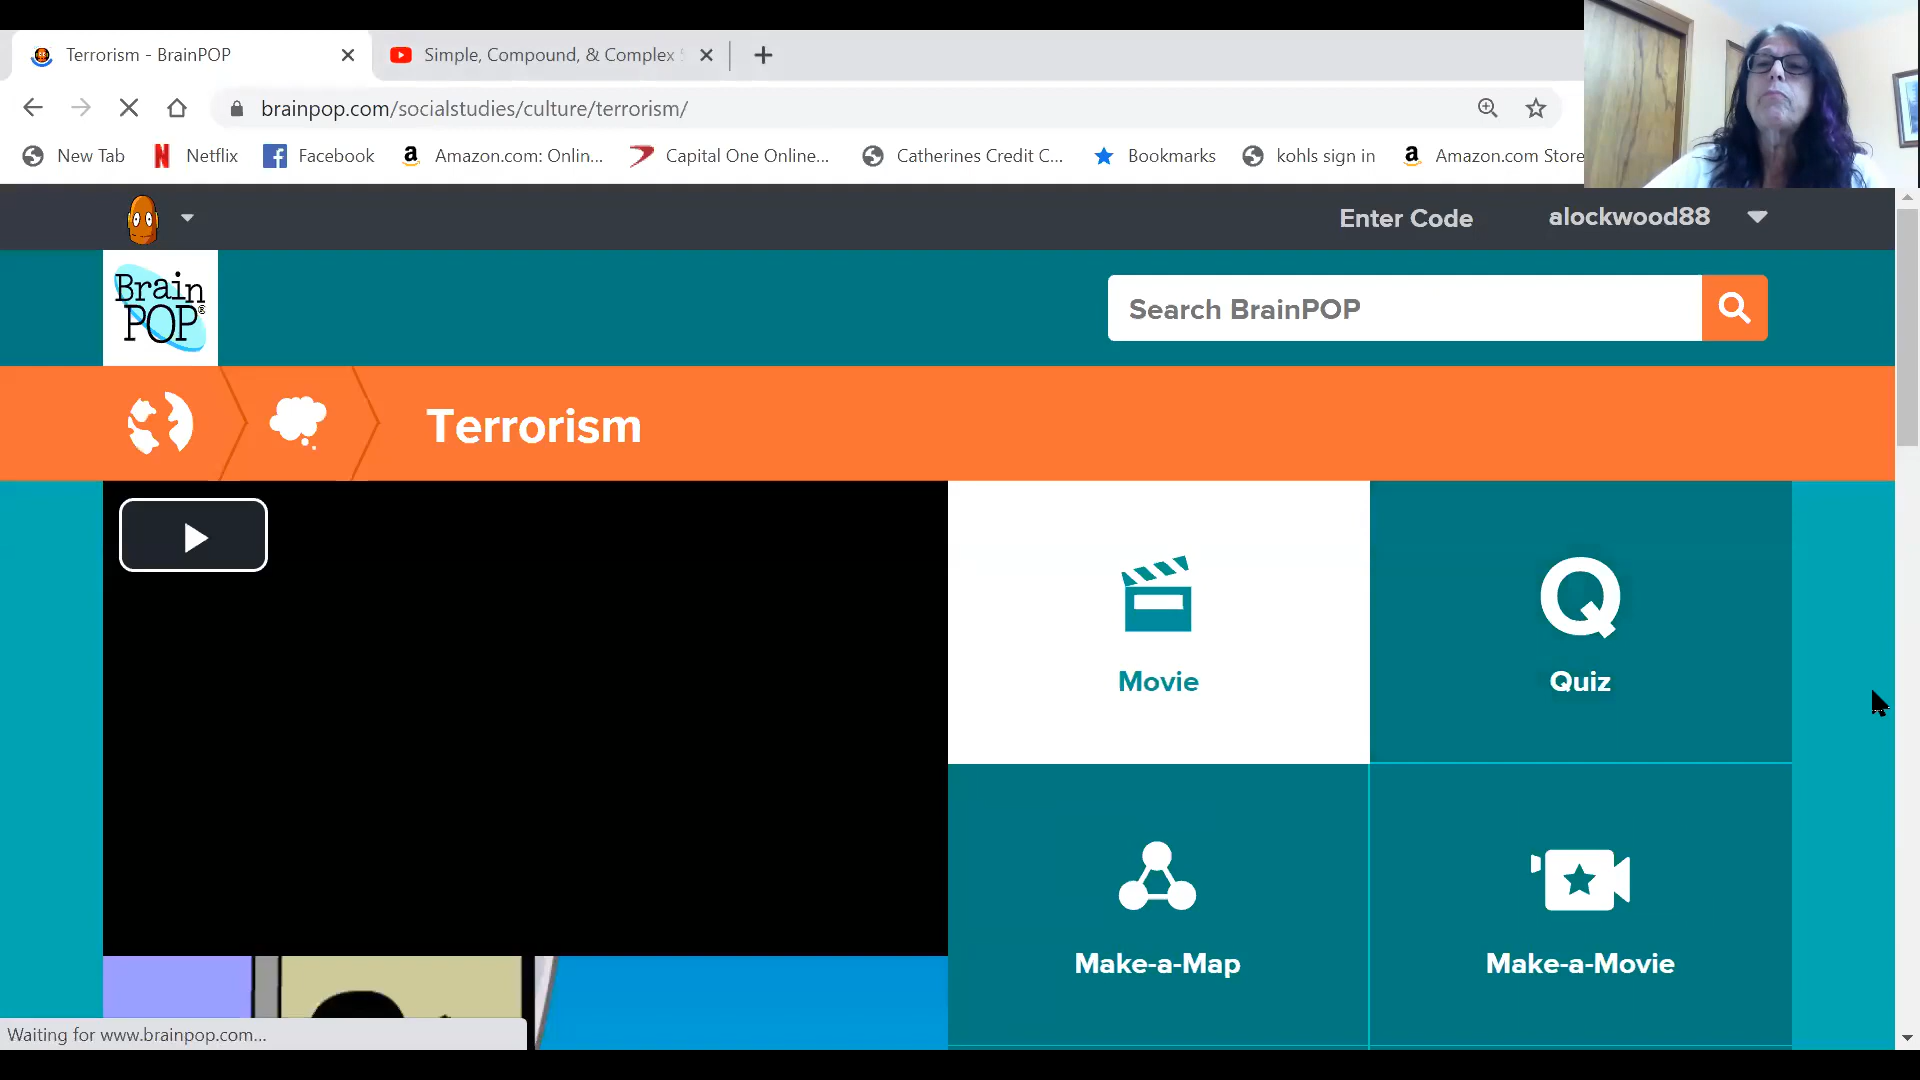 Terrorism - BrainPOP
Simple, Compound, & Complex
brainpop.com/socialstudies/culture/terrorism/
New Tab Netflix Facebook Amazon.com: Onlin... Capital One Online... Catherines Credit C... Bookmarks kohls sign in Amazon.com Store
Enter Code alockwood88
Brain
POP®
Search BrainPOP
Terrorism
Movie
Quiz
Make-a-Map
Make-a-Movie
Waiting for www.brainpop.com...